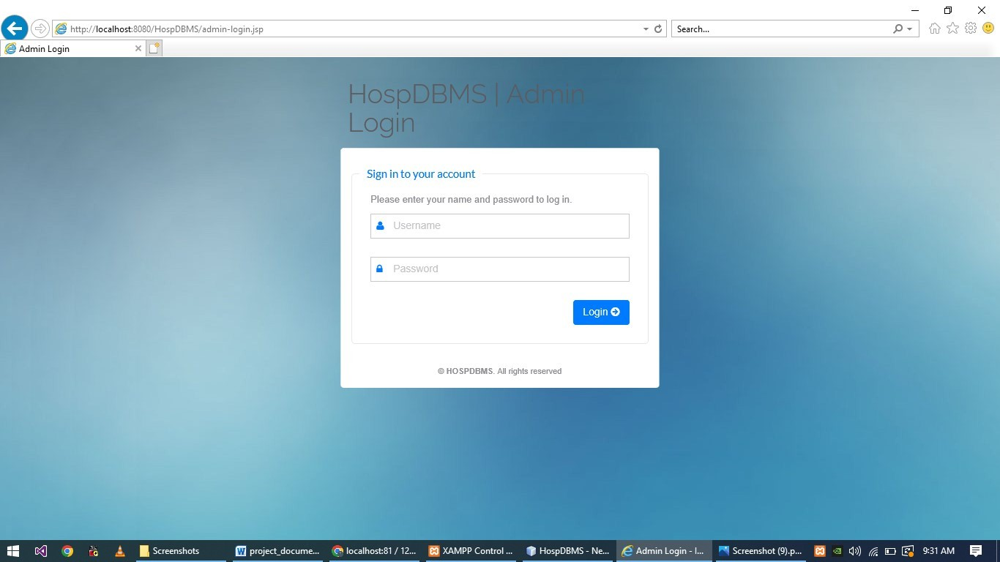 http://localhost:8080/HospDBMS/admin-login.jsp
Search...
Admin Login
HospDBMS | Admin
Login
Sign in to your account
Please enter your name and password to log in.
Username
Password
Login
© HOSPDBMS. All rights reserved
Screenshots
project_docume...
localhost:81 / 12...
XAMPP Control ...
HospDBMS - Ne...
Admin Login - I...
Screenshot (9).p...
9:31 AM